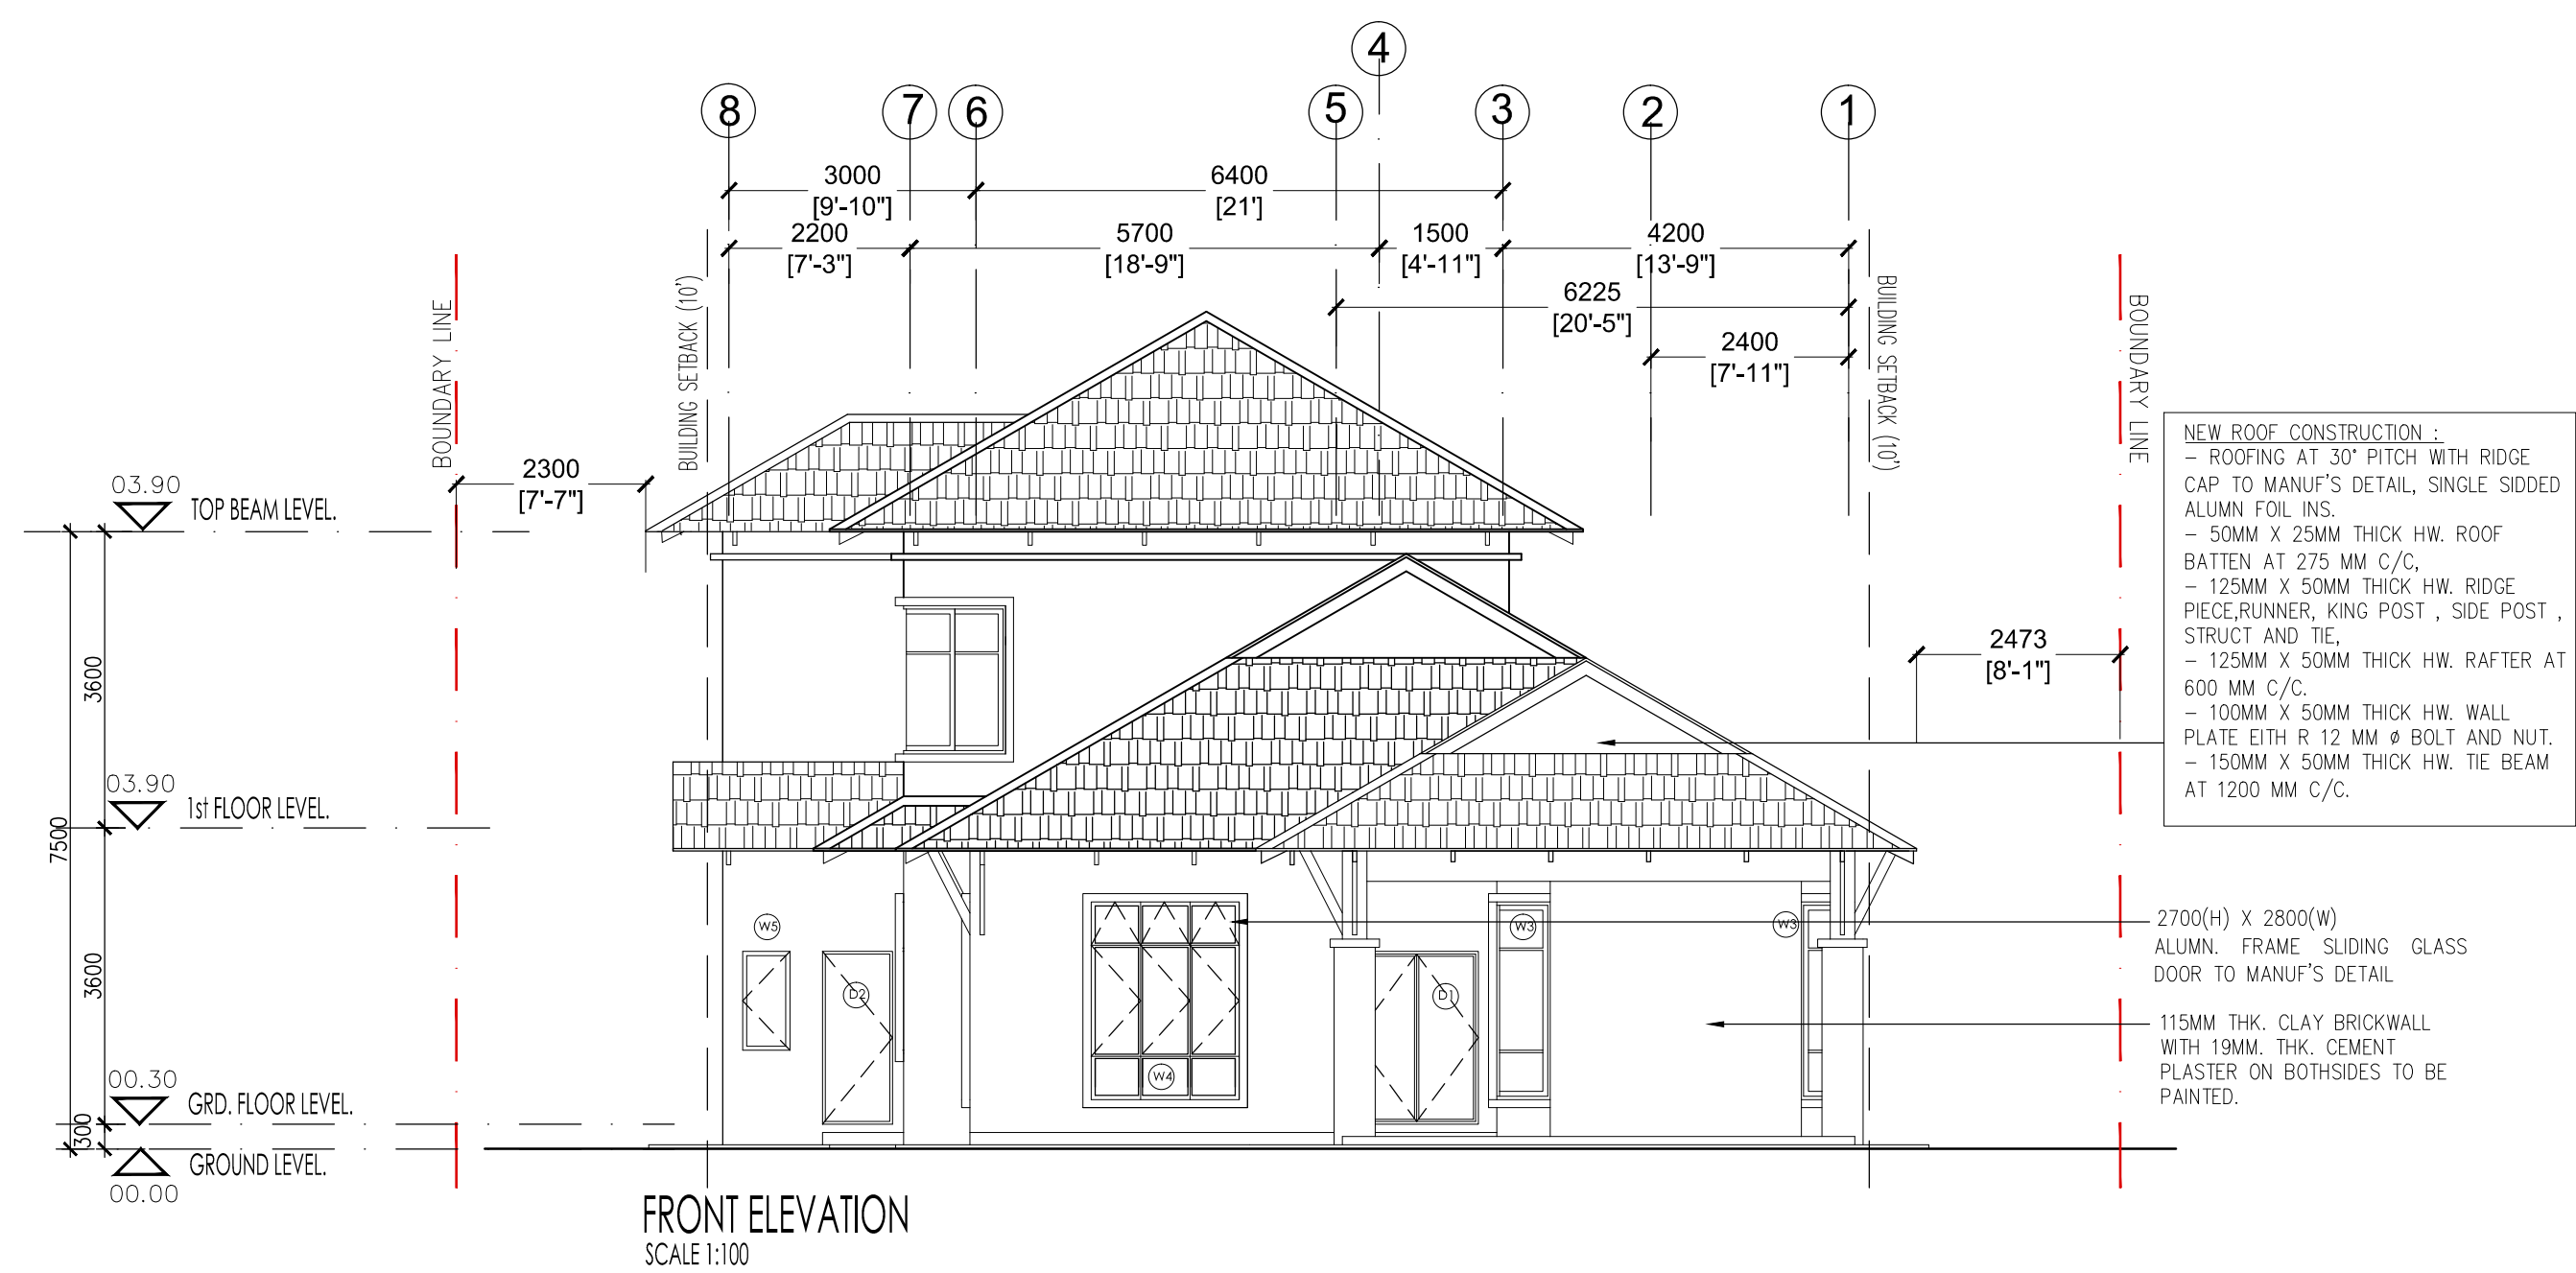 4
8
7
6
5
3
2
1
3000
[9'-10"]
6400
[21']
2200
[7'-3"]
5700
[18'-9"]
1500
[4'-11"]
4200
[13'-9"]
6225
[20'-5"]
2400
[7'-11"]
BOUNDARY LINE
BUILDING SETBACK (10')
BUILDING SETBACK (10')
BOUNDARY LINE
2300
[7'-7"]
2473
[8'-1"]
03.90
TOP BEAM LEVEL.
3600
03.90
1st FLOOR LEVEL.
7500
3600
00.30
GRD. FLOOR LEVEL.
300
GROUND LEVEL.
00.00
NEW ROOF CONSTRUCTION :
– ROOFING AT 30° PITCH WITH RIDGE
CAP TO MANUF'S DETAIL, SINGLE SIDDED
ALUMN FOIL INS.
– 50MM X 25MM THICK HW. ROOF
BATTEN AT 275 MM C/C,
– 125MM X 50MM THICK HW. RIDGE
PIECE,RUNNER, KING POST , SIDE POST ,
STRUCT AND TIE,
– 125MM X 50MM THICK HW. RAFTER AT
600 MM C/C.
– 100MM X 50MM THICK HW. WALL
PLATE EITH R 12 MM ø BOLT AND NUT.
– 150MM X 50MM THICK HW. TIE BEAM
AT 1200 MM C/C.
W5
D2
W4
D1
W3
W3
2700(H) X 2800(W)
ALUMN. FRAME SLIDING GLASS
DOOR TO MANUF'S DETAIL
115MM THK. CLAY BRICKWALL
WITH 19MM. THK. CEMENT
PLASTER ON BOTHSIDES TO BE
PAINTED.
FRONT ELEVATION
SCALE 1:100